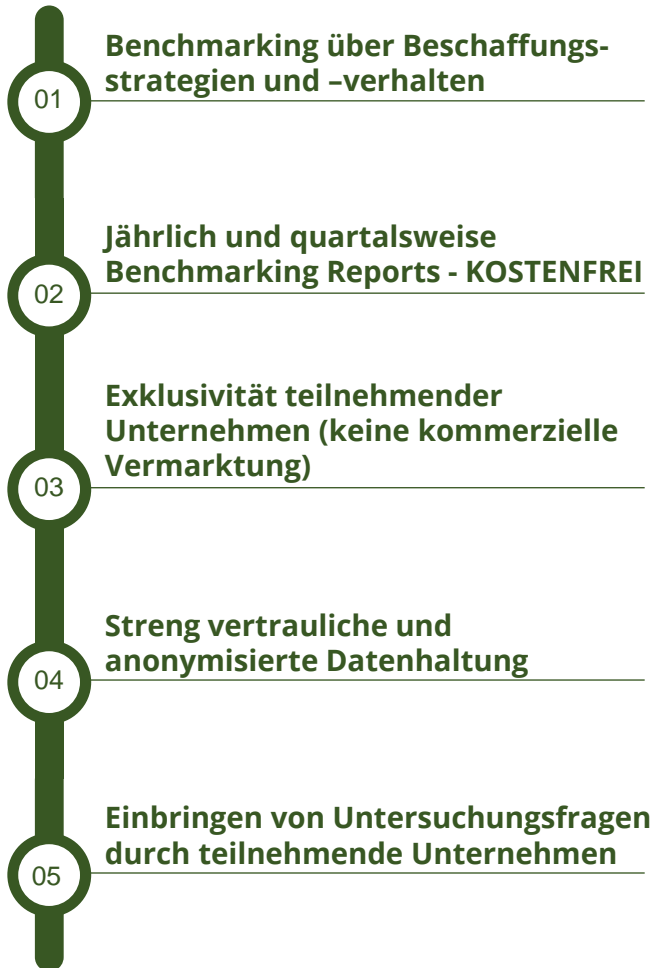 Benchmarking über Beschaffungs-
strategien und –verhalten
01
Jährlich und quartalsweise
Benchmarking Reports - KOSTENFREI
02
Exklusivität teilnehmender
Unternehmen (keine kommerzielle
Vermarktung)
03
Streng vertrauliche und
anonymisierte Datenhaltung
04
Einbringen von Untersuchungsfragen
durch teilnehmende Unternehmen
05